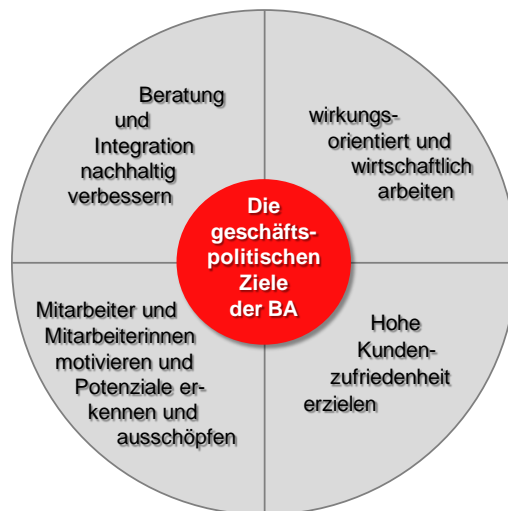 Beratung
und
Integration
nachhaltig
verbessern
wirkungs-
orientiert und
wirtschaftlich
arbeiten
Die
geschäfts-
politischen
Ziele
der BA
Mitarbeiter und
Mitarbeiterinnen
motivieren und
Potenziale er-
kennen und
ausschöpfen
Hohe
Kunden-
zufriedenheit
erzielen